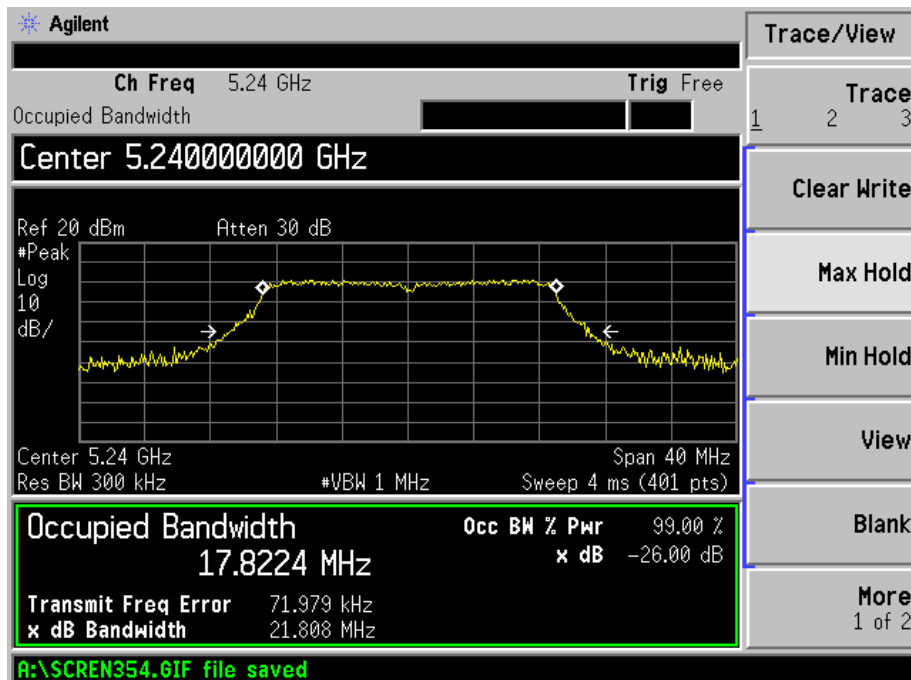 Agilent
Trace/View
Ch Freq 5.24 GHz Trig Free
Occupied Bandwidth
Trace
1 2 3
Center 5.240000000 GHz
Clear Write
Ref 20 dBm Atten 30 dB
#Peak
Log
10
dB/
Max Hold
Min Hold
View
Center 5.24 GHz Span 40 MHz
Res BW 300 kHz #VBW 1 MHz Sweep 4 ms (401 pts)
Occupied Bandwidth Occ BW % Pwr 99.00 %
17.8224 MHz x dB -26.00 dB
Blank
Transmit Freq Error 71.979 kHz
x dB Bandwidth 21.808 MHz
More
1 of 2
A:\SCREN354.GIF file saved